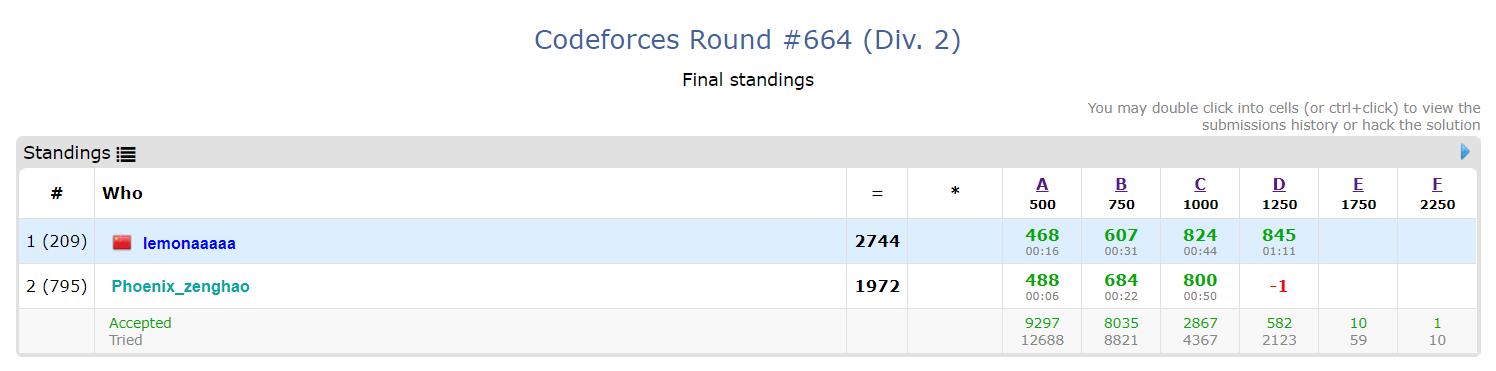 Codeforces Round #664 (Div. 2)
Final standings
You may double click into cells (or ctrl+click) to view the
submissions history or hack the solution
Standings
# Who = * A B C D E F
500 750 1000 1250 1750 2250
1 (209) lemonaaaaa 2744 468 607 824 845
00:16 00:31 00:44 01:11
2 (795) Phoenix_zenghao 1972 488 684 800 -1
00:06 00:22 00:50
Accepted 9297 8035 2867 582 10 1
Tried 12688 8821 4367 2123 59 10